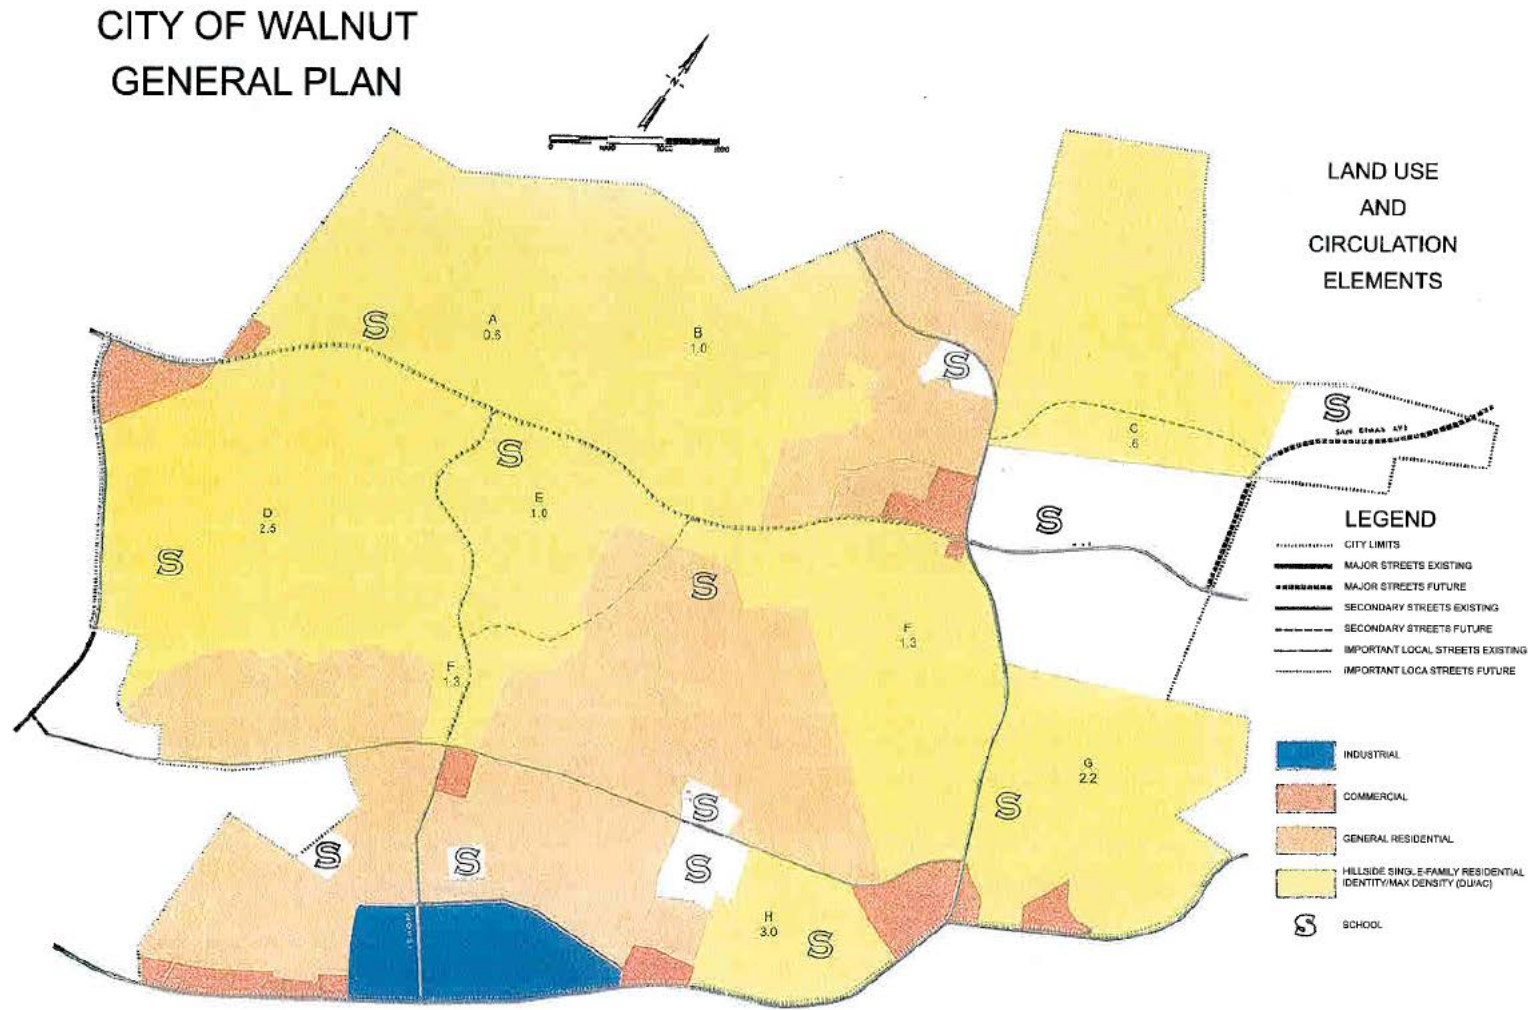 CITY OF WALNUT
GENERAL PLAN
N
LAND USE
AND
CIRCULATION
ELEMENTS
S
A
0.6
B
1.0
S
S
SAN DIMAS AVE
C
.6
S
E
1.0
D
2.5
S
S
S
F
1.3
F
1.3
G
2.2
S
S
S
S
S
H
3.0
S
LEGEND
CITY LIMITS
MAJOR STREETS EXISTING
MAJOR STREETS FUTURE
SECONDARY STREETS EXISTING
SECONDARY STREETS FUTURE
IMPORTANT LOCAL STREETS EXISTING
IMPORTANT LOCA STREETS FUTURE
INDUSTRIAL
COMMERCIAL
GENERAL RESIDENTIAL
HILLSIDE SINGLE-FAMILY RESIDENTIAL
IDENTITY/MAX DENSITY (DU/AC)
S SCHOOL